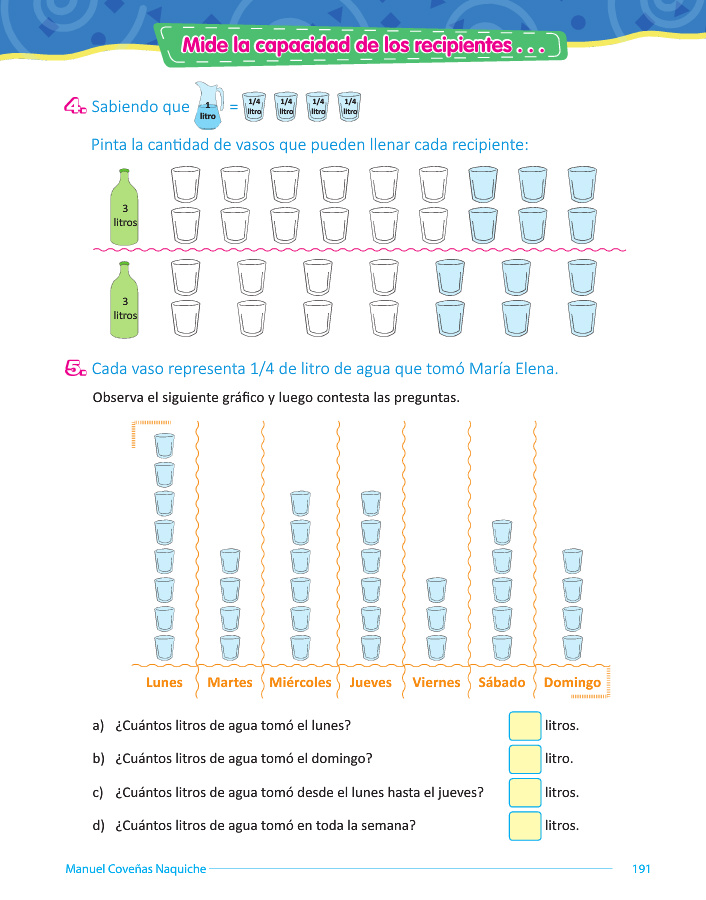 Mide la capacidad de los recipientes . . .
4. Sabiendo que 1 litro = 1/4 litro 1/4 litro 1/4 litro 1/4 litro
Pinta la cantidad de vasos que pueden llenar cada recipiente:
3
litros
3
litros
5. Cada vaso representa 1/4 de litro de agua que tomó María Elena.
Observa el siguiente gráfico y luego contesta las preguntas.
Lunes Martes Miércoles Jueves Viernes Sábado Domingo
a) ¿Cuántos litros de agua tomó el lunes? litros.
b) ¿Cuántos litros de agua tomó el domingo? litro.
c) ¿Cuántos litros de agua tomó desde el lunes hasta el jueves? litros.
d) ¿Cuántos litros de agua tomó en toda la semana? litros.
Manuel Coveñas Naquiche 191